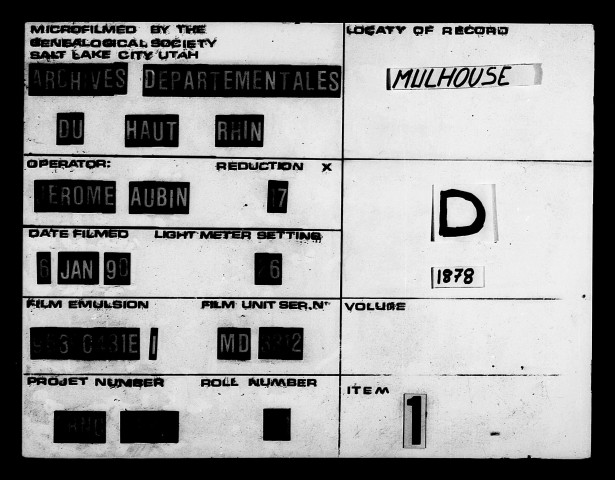 MICROFILMED BY THE
GENEALOGICAL SOCIETY
SALT LAKE CITY UTAH
ARCHIVES DEPARTEMENTALES
DU HAUT RHIN
LOCATY OF RECORD
MULHOUSE
OPERATOR: REDUCTION X
JEROME AUBIN 17
D
DATE FILMED LIGHT METER SETTING
JAN 90
1878
FILM EMULSION FILM UNIT SER.N°
MD
VOLUME
PROJET NUMBER ROLL NUMBER
ITEM
1